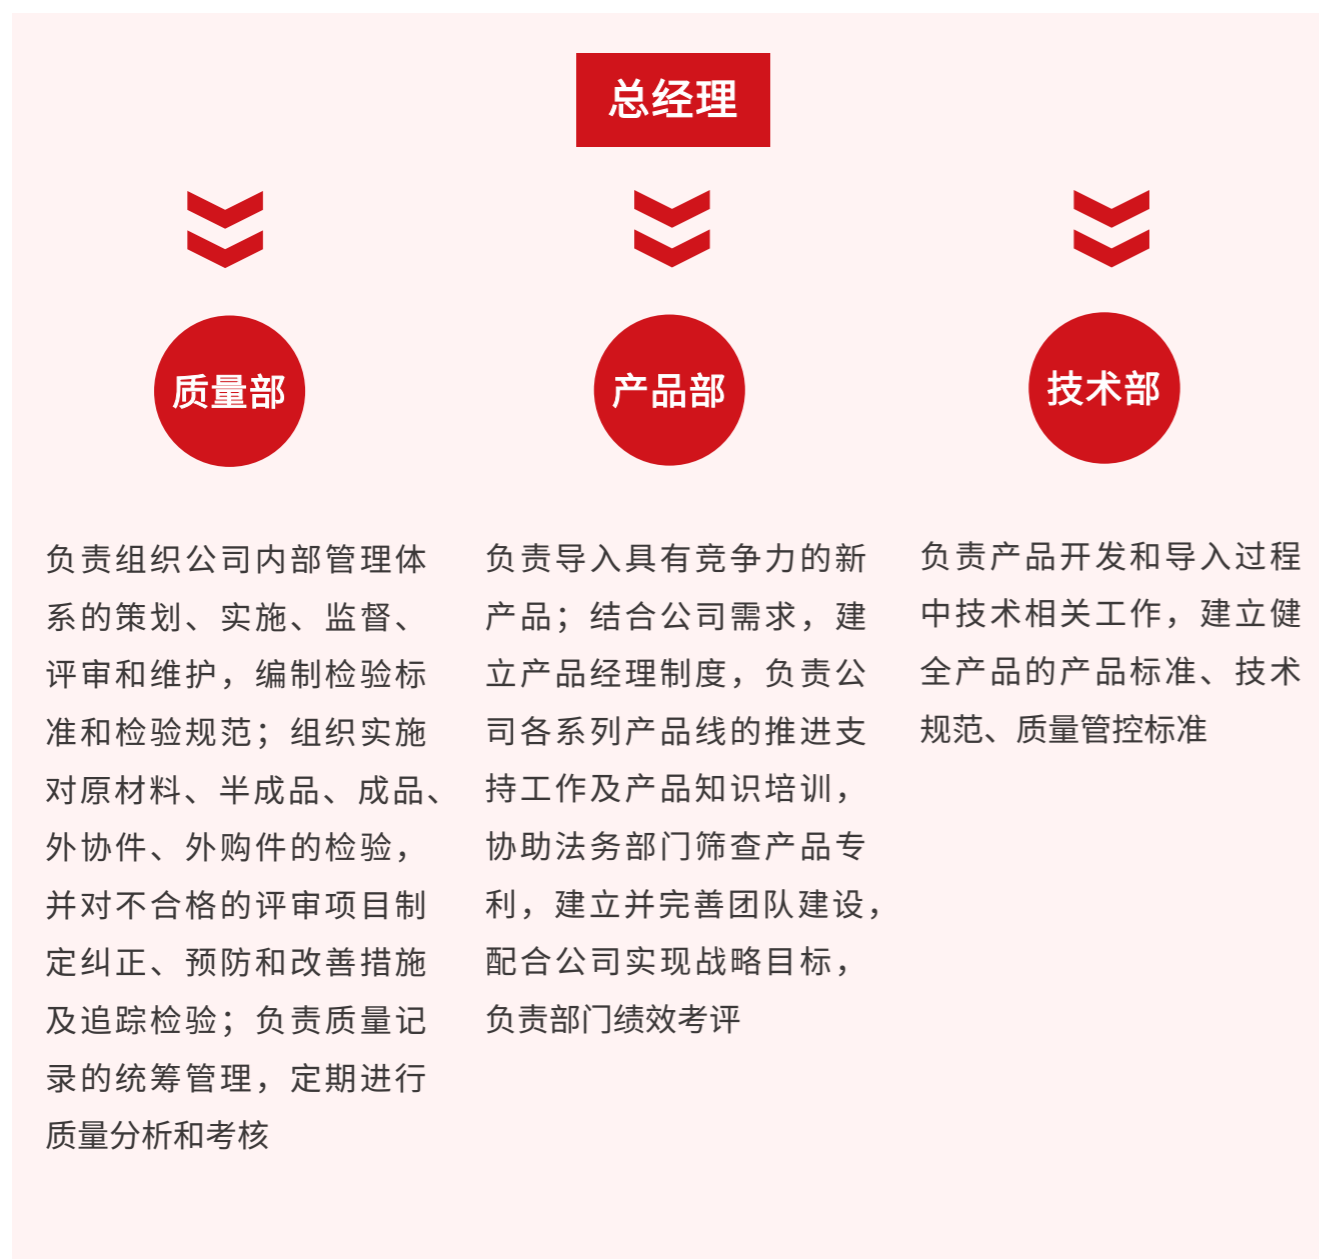 总经理
质量部
产品部
技术部
负责组织公司内部管理体
系的策划、实施、监督、
评审和维护，编制检验标
准和检验规范；组织实施
对原材料、半成品、成品、
外协件、外购件的检验，
并对不合格的评审项目制
定纠正、预防和改善措施
及追踪检验；负责质量记
录的统筹管理，定期进行
质量分析和考核
负责导入具有竞争力的新
产品；结合公司需求，建
立产品经理制度，负责公
司各系列产品线的推进支
持工作及产品知识培训，
协助法务部门筛查产品专
利，建立并完善团队建设，
配合公司实现战略目标，
负责部门绩效考评
负责产品开发和导入过程
中技术相关工作，建立健
全产品的产品标准、技术
规范、质量管控标准